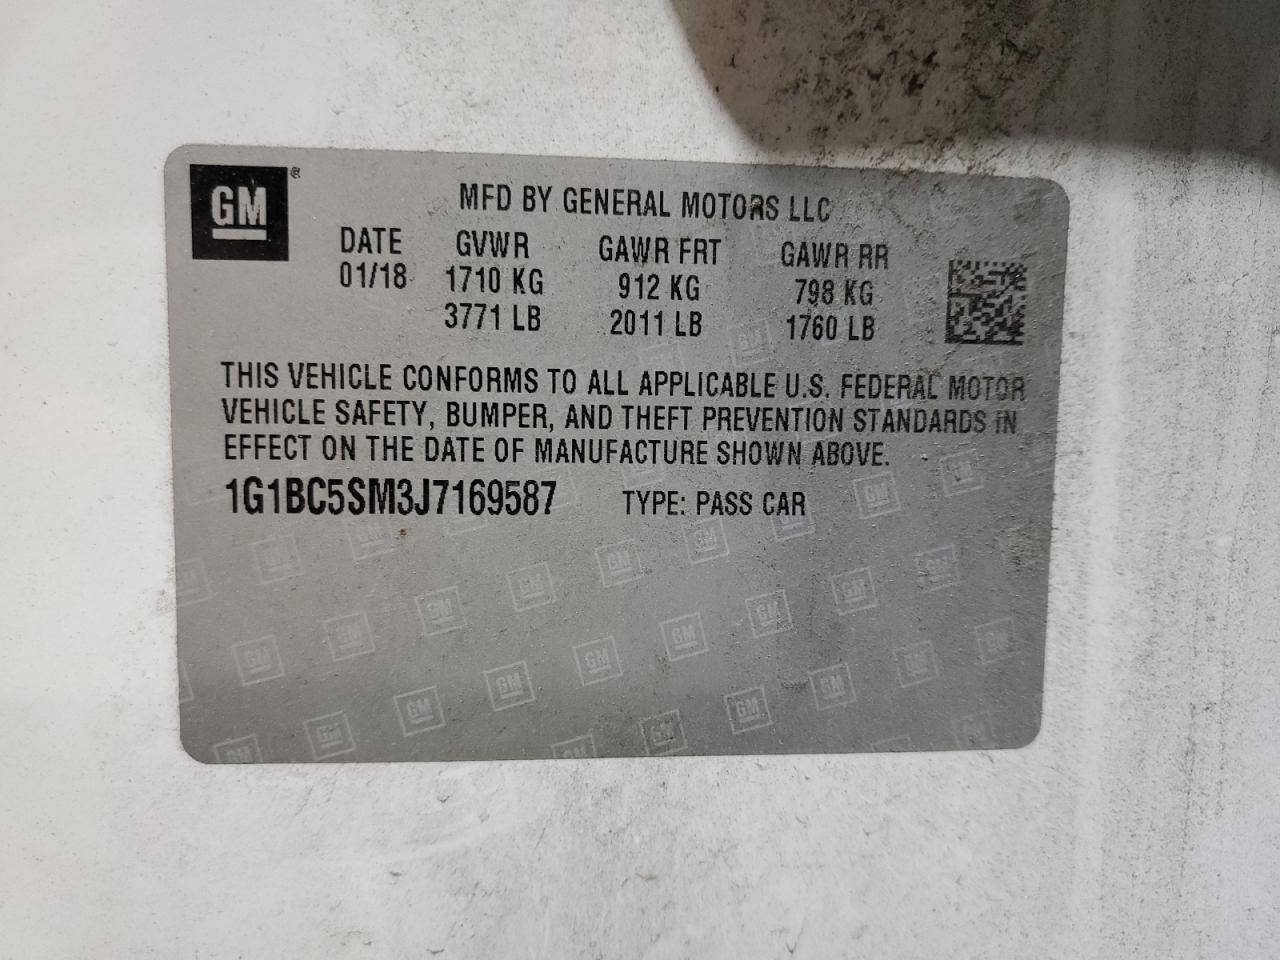 GM ®
MFD BY GENERAL MOTORS LLC
DATE GVWR GAWR FRT GAWR RR
01/18 1710 KG 912 KG 798 KG
3771 LB 2011 LB 1760 LB
THIS VEHICLE CONFORMS TO ALL APPLICABLE U.S. FEDERAL MOTOR
VEHICLE SAFETY, BUMPER, AND THEFT PREVENTION STANDARDS IN
EFFECT ON THE DATE OF MANUFACTURE SHOWN ABOVE.
1G1BC5SM3J7169587 TYPE: PASS CAR